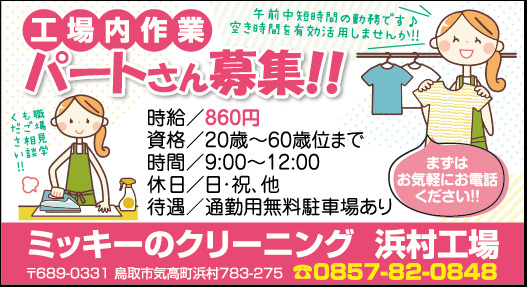 工場内作業
パートさん募集!!
午前中短時間の勤務です♪
空き時間を有効活用しませんか!!
職場見学
もご相談
ください!!
時給／860円
資格／20歳～60歳位まで
時間／9:00～12:00
休日／日・祝、他
待遇／通勤用無料駐車場あり
まずは
お気軽にお電話
ください!!
ミッキーのクリーニング 浜村工場
〒689-0331 鳥取市気高町浜村783-275 ☎0857-82-0848